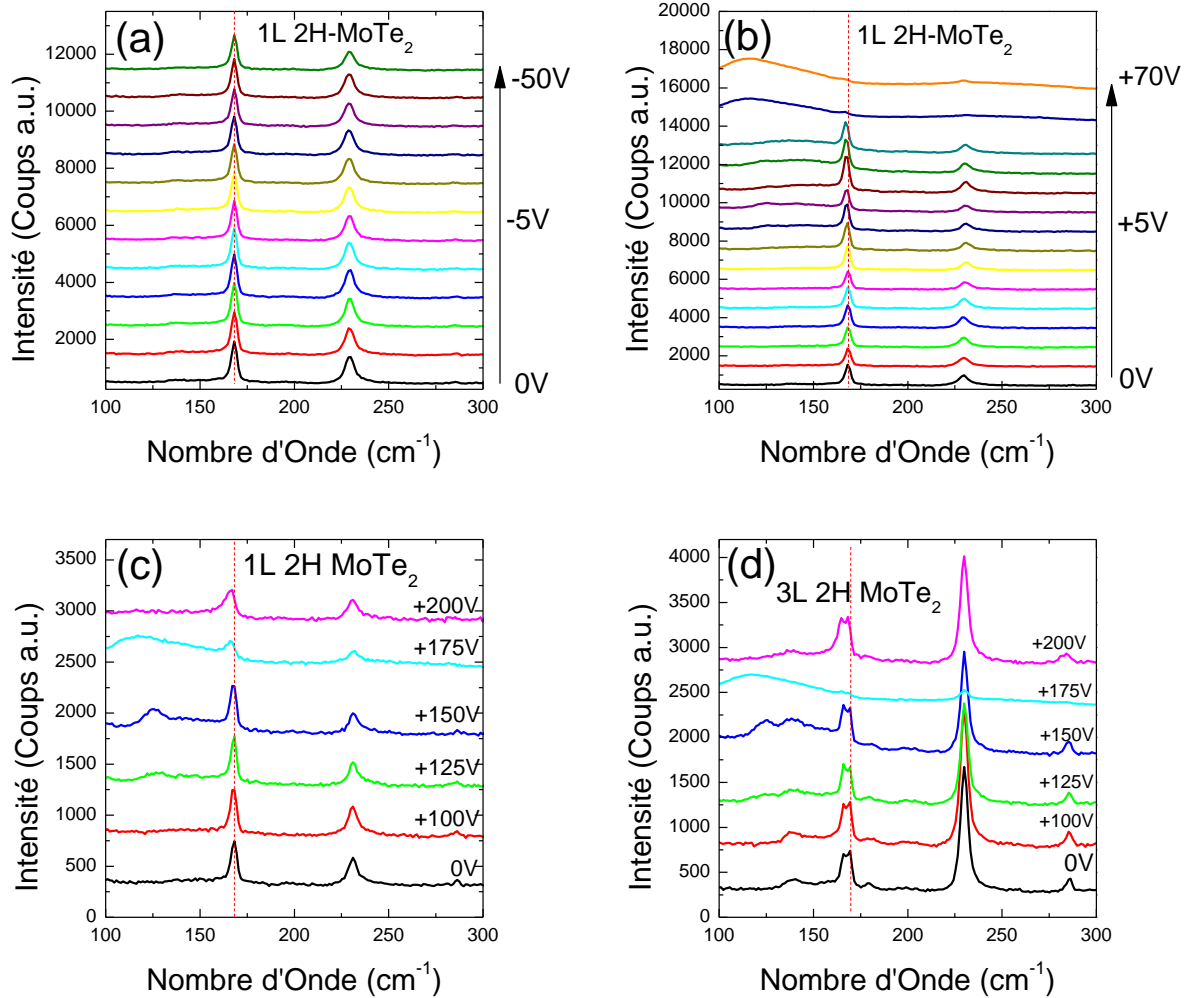 (a) 1L 2H-MoTe2
12000
10000
8000
6000
4000
2000
Intensité (Coups a.u.)
100 150 200 250 300
Nombre d'Onde (cm-1)
-50V
-5V
0V
(b) 1L 2H-MoTe2
20000
18000
16000
14000
12000
10000
8000
6000
4000
2000
Intensité (Coups a.u.)
100 150 200 250 300
Nombre d'Onde (cm-1)
+70V
+5V
0V
(c) 1L 2H MoTe2
3500
3000
2500
2000
1500
1000
500
0
Intensité (Coups a.u.)
100 150 200 250 300
Nombre d'Onde (cm-1)
+200V
+175V
+150V
+125V
+100V
0V
(d) 3L 2H MoTe2
4000
3500
3000
2500
2000
1500
1000
500
0
Intensité (Coups a.u.)
100 150 200 250 300
Nombre d'Onde (cm-1)
+200V
+175V
+150V
+125V
+100V
0V